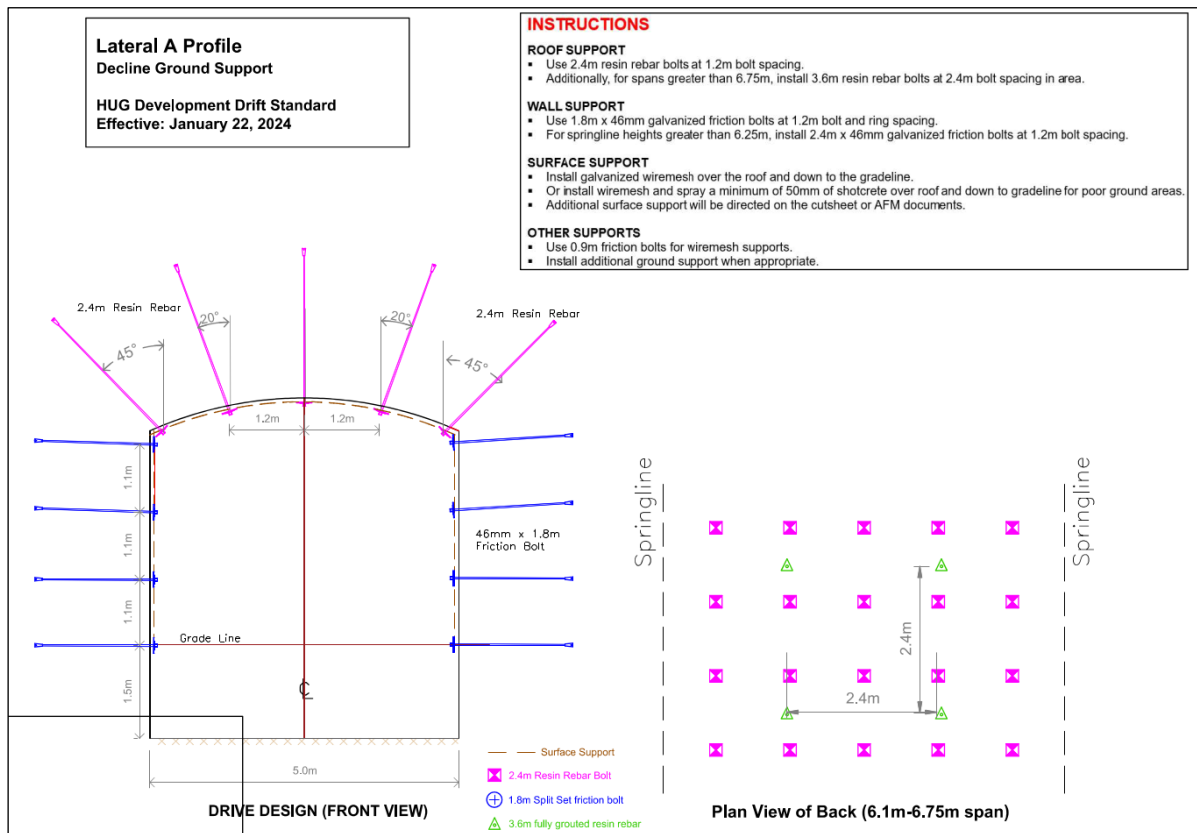 Lateral A Profile
Decline Ground Support
HUG Development Drift Standard
Effective: January 22, 2024
INSTRUCTIONS
ROOF SUPPORT
▪ Use 2.4m resin rebar bolts at 1.2m bolt spacing.
▪ Additionally, for spans greater than 6.75m, install 3.6m resin rebar bolts at 2.4m bolt spacing in area.
WALL SUPPORT
▪ Use 1.8m x 46mm galvanized friction bolts at 1.2m bolt and ring spacing.
▪ For springline heights greater than 6.25m, install 2.4m x 46mm galvanized friction bolts at 1.2m bolt spacing.
SURFACE SUPPORT
▪ Install galvanized wiremesh over the roof and down to the gradeline.
▪ Or install wiremesh and spray a minimum of 50mm of shotcrete over roof and down to gradeline for poor ground areas.
▪ Additional surface support will be directed on the cutsheet or AFM documents.
OTHER SUPPORTS
▪ Use 0.9m friction bolts for wiremesh supports.
▪ Install additional ground support when appropriate.
2.4m Resin Rebar
2.4m Resin Rebar
20°
20°
45°
45°
1.2m
1.2m
1.1m
1.1m
1.1m
1.5m
46mm x 1.8m
Friction Bolt
Grade Line
℄
5.0m
DRIVE DESIGN (FRONT VIEW)
Surface Support
2.4m Resin Rebar Bolt
1.8m Split Set friction bolt
3.6m fully grouted resin rebar
Springline
Springline
2.4m
2.4m
Plan View of Back (6.1m-6.75m span)